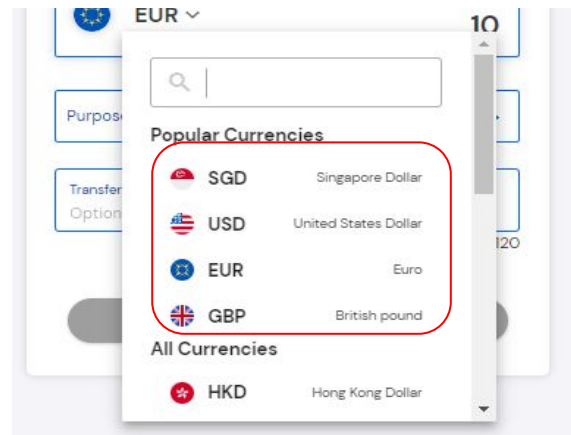 EUR
10
Popular Currencies
SGD Singapore Dollar
USD United States Dollar
EUR Euro
GBP British pound
All Currencies
HKD Hong Kong Dollar
Purpos
Transfer
Option
120